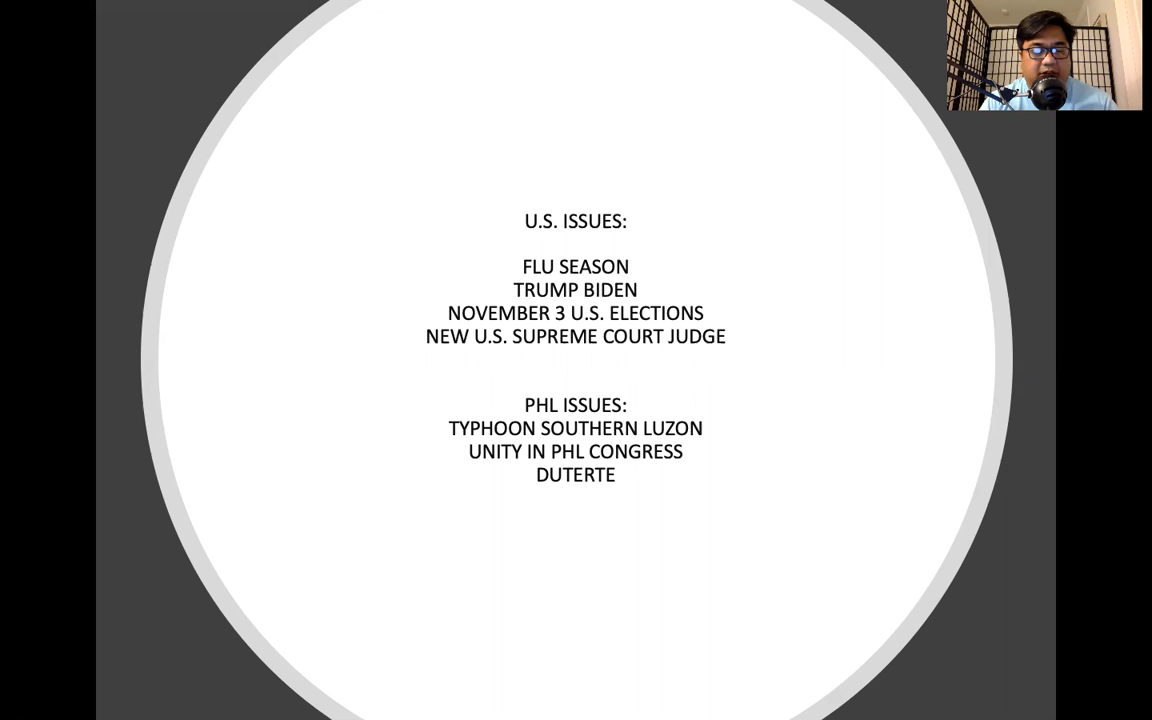 U.S. ISSUES:
FLU SEASON
TRUMP BIDEN
NOVEMBER 3 U.S. ELECTIONS
NEW U.S. SUPREME COURT JUDGE
PHL ISSUES:
TYPHOON SOUTHERN LUZON
UNITY IN PHL CONGRESS
DUTERTE